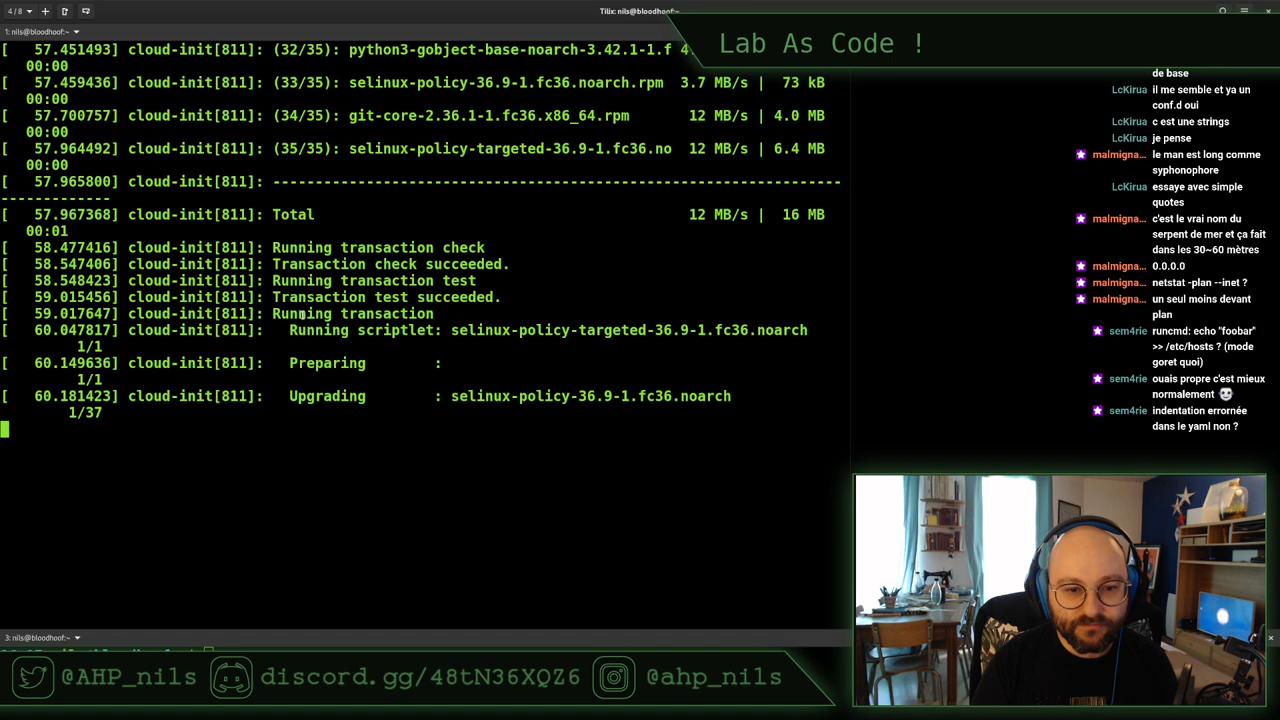 4 / 8
Tilix: nils@bloodhoof:~
1: nils@bloodhoof:~
Lab As Code !
[   57.451493] cloud-init[811]: (32/35): python3-gobject-base-noarch-3.42.1-1.f 4
00:00
[   57.459436] cloud-init[811]: (33/35): selinux-policy-36.9-1.fc36.noarch.rpm  3.7 MB/s |  73 kB
00:00
[   57.700757] cloud-init[811]: (34/35): git-core-2.36.1-1.fc36.x86_64.rpm       12 MB/s | 4.0 MB
00:00
[   57.964492] cloud-init[811]: (35/35): selinux-policy-targeted-36.9-1.fc36.no  12 MB/s | 6.4 MB
00:00
[   57.965800] cloud-init[811]: -------------------------------------------------------------------
-------------
[   57.967368] cloud-init[811]: Total                                            12 MB/s |  16 MB
00:01
[   58.477416] cloud-init[811]: Running transaction check
[   58.547406] cloud-init[811]: Transaction check succeeded.
[   58.548423] cloud-init[811]: Running transaction test
[   59.015456] cloud-init[811]: Transaction test succeeded.
[   59.017647] cloud-init[811]: Running transaction
[   60.047817] cloud-init[811]:   Running scriptlet: selinux-policy-targeted-36.9-1.fc36.noarch
1/1
[   60.149636] cloud-init[811]:   Preparing        :
1/1
[   60.181423] cloud-init[811]:   Upgrading        : selinux-policy-36.9-1.fc36.noarch
1/37
de base
LcKirua il me semble et ya un
conf.d oui
LcKirua c est une strings
LcKirua je pense
malmigna... le man est long comme
syphonophore
LcKirua essaye avec simple
quotes
malmigna... c'est le vrai nom du
serpent de mer et ça fait
dans les 30~60 mètres
malmigna... 0.0.0.0
malmigna... netstat -plan --inet ?
malmigna... un seul moins devant
plan
sem4rie runcmd: echo "foobar"
>> /etc/hosts ? (mode
goret quoi)
sem4rie ouais propre c'est mieux
normalement
sem4rie indentation errornée
dans le yaml non ?
3: nils@bloodhoof:~
@AHP_nils
discord.gg/48tN36XQZ6
@ahp_nils